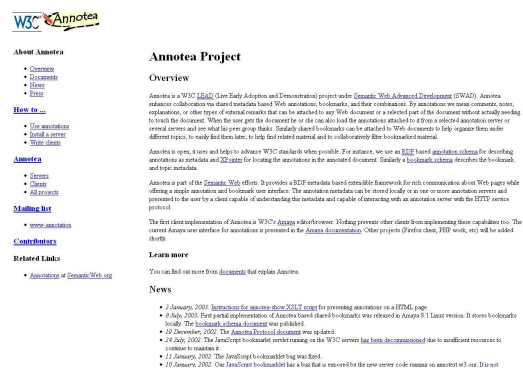 W3C Annotea
About Annotea
Overview
Documents
News
Press
How to ...
Use annotations
Install a server
Write clients
Annotea
Servers
Clients
All projects
Mailing list
www-annotation
Contributors
Related Links
Annotations at SemanticWeb.org
Annotea Project
Overview
Annotea is a W3C LEAD (Live Early Adoption and Demonstration) project under Semantic Web Advanced Development (SWAD). Annotea
enhances collaboration via shared metadata based Web annotations, bookmarks, and their combinations. By annotations we mean comments, notes,
explanations, or other types of external remarks that can be attached to any Web document or a selected part of the document without actually needing
to touch the document. When the user gets the document he or she can also load the annotations attached to it from a selected annotation server or
several servers and see what his peer group thinks. Similarly shared bookmarks can be attached to Web documents to help organize them under
different topics, to easily find them later, to help find related material and to collaboratively filter bookmarked material.
Annotea is open; it uses and helps to advance W3C standards when possible. For instance, we use an RDF based annotation schema for describing
annotations as metadata and XPointer for locating the annotations in the annotated document. Similarly a bookmark schema describes the bookmark
and topic metadata.
Annotea is part of the Semantic Web efforts. It provides a RDF metadata based extendible framework for rich communication about Web pages while
offering a simple annotation and bookmark user interface. The annotation metadata can be stored locally or in one or more annotation servers and
presented to the user by a client capable of understanding this metadata and capable of interacting with an annotation server with the HTTP service
protocol.
The first client implementation of Annotea is W3C's Amaya editor/browser. Nothing prevents other clients from implementing these capabilities too. The
current Amaya user interface for annotations is presented in the Amaya documentation. Other projects (Firefox client, PHP work, etc) will be added
shortly.
Learn more
You can find out more from documents that explain Annotea.
News
2 January, 2003. Instructions for annotea-show XSLT script for presenting annotations on a HTML page.
8 July, 2003. First partial implementation of Annotea based shared bookmarks was released in Amaya 8.1 Linux version. It stores bookmarks
locally. The bookmark schema document was published.
19 December, 2002. The Annotea Protocol document was updated.
24 July, 2002. The JavaScript bookmarklet servlet running on the W3C servers has been decommissioned due to insufficient resources to
continue to maintain it.
11 January, 2002. The JavaScript bookmarklet bug was fixed.
10 January, 2002. Our JavaScript bookmarklet has a bug that is exposed by the new server code running on annotest.w3.org. It is not